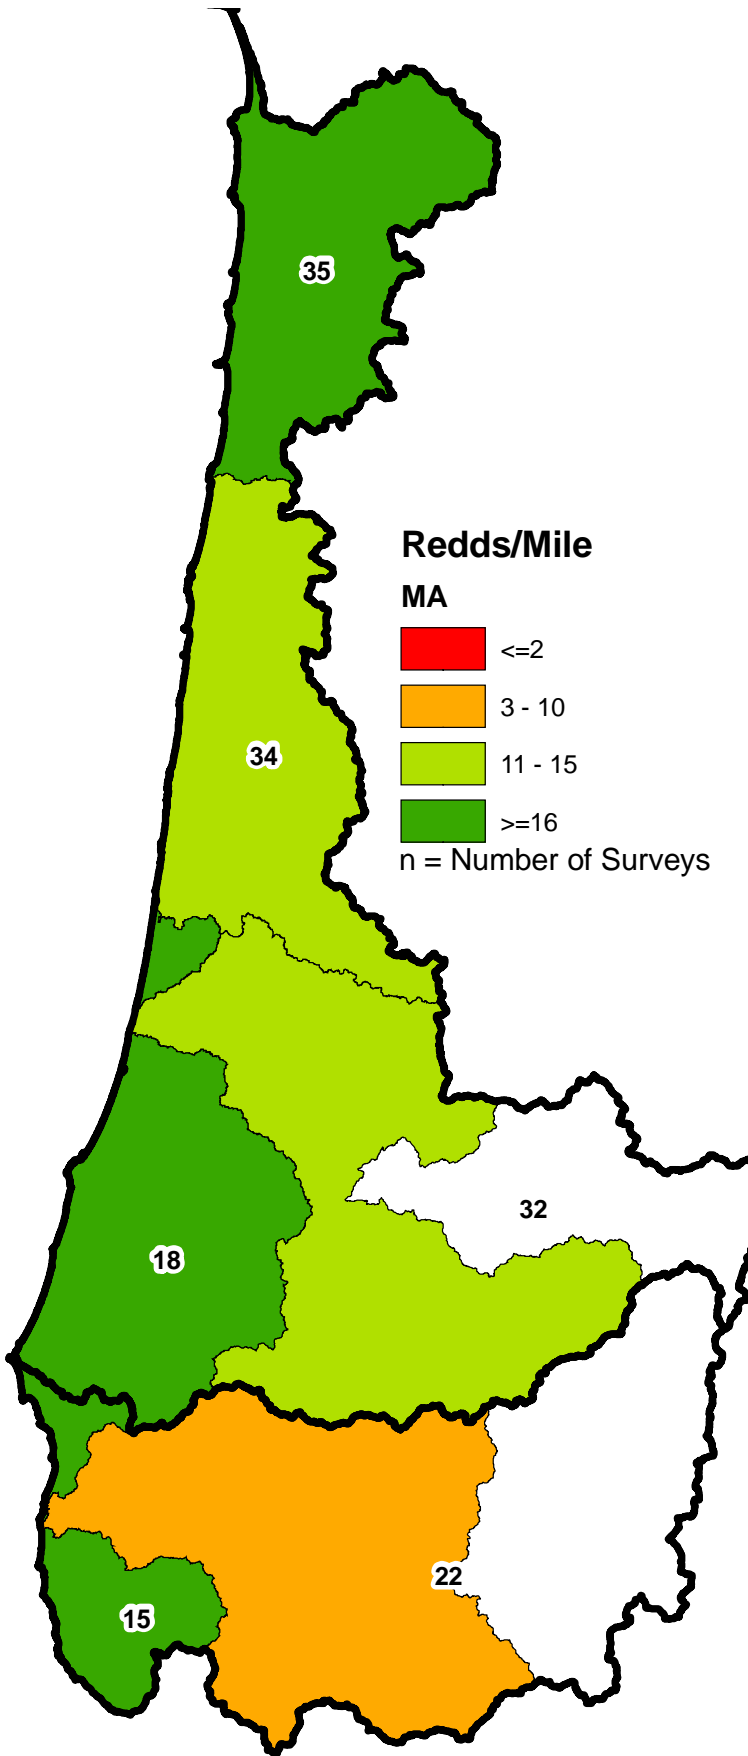 35
Redds/Mile
MA
<=2
3 - 10
34
11 - 15
>=16
n = Number of Surveys
32
18
22
15